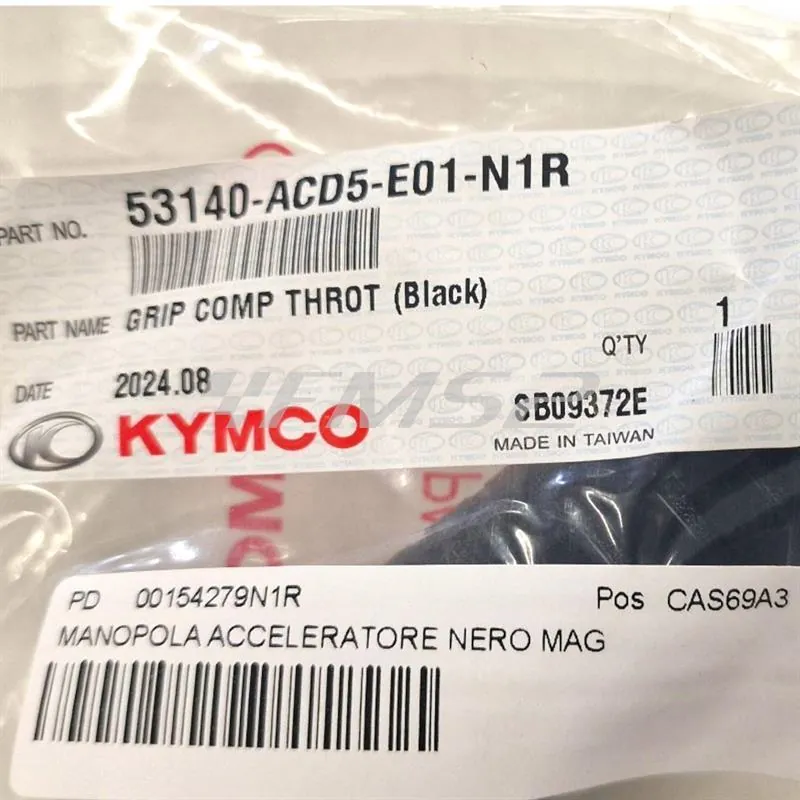 PART NO. 53140-ACD5-E01-N1R
PART NAME GRIP COMP THROT (Black)
DATE 2024.08
Q'TY 1
KYMCO
SB09372E
MADE IN TAIWAN
PD 00154279N1R Pos CAS69A3
MANOPOLA ACCELERATORE NERO MAG